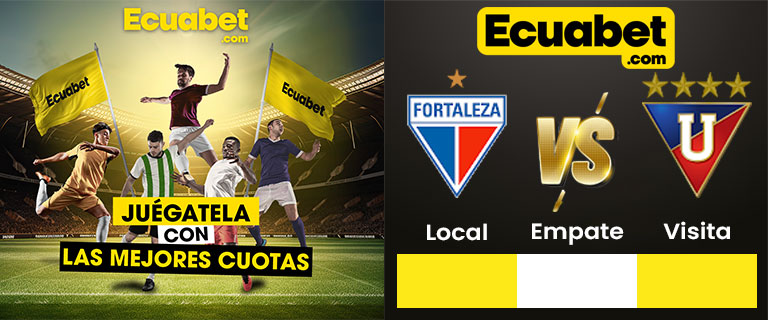 Ecuabet
.com
Ecuabet
Ecuabet
JUÉGATELA
CON
LAS MEJORES CUOTAS
Ecuabet
.com
FORTALEZA
VS
U
Local
Empate
Visita